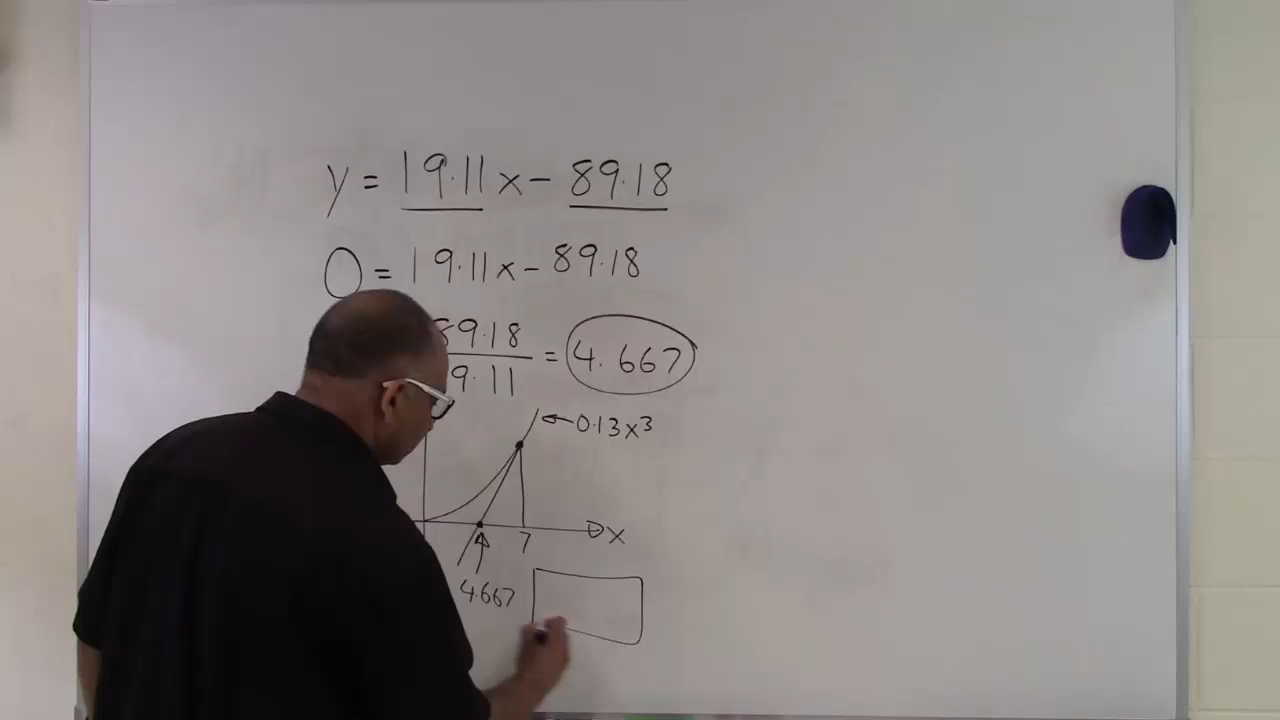 y = 19.11x - 89.18
0 = 19.11x - 89.18
89.18
9.11
= 4.667
0.13x³
x
7
4.667